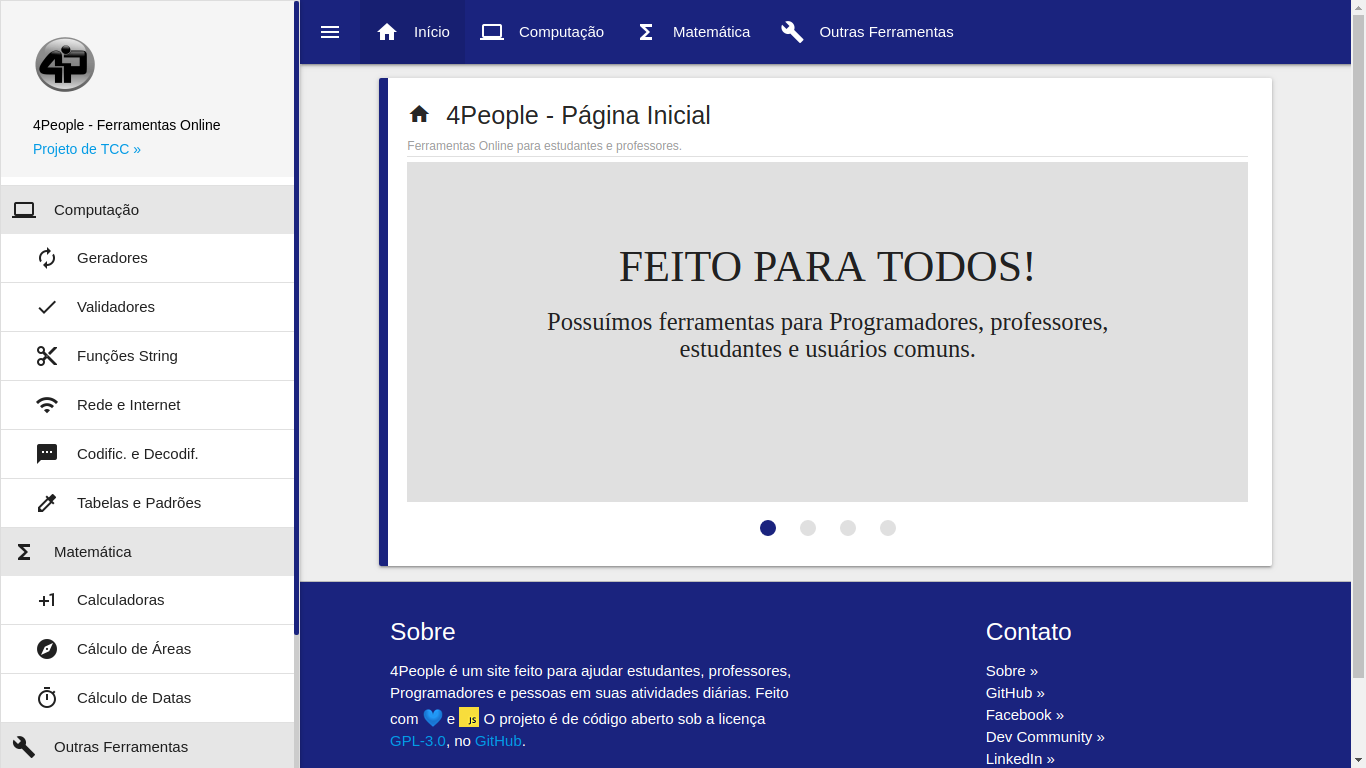 4P
4People - Ferramentas Online
Projeto de TCC »
Computação
Geradores
Validadores
Funções String
Rede e Internet
Codific. e Decodif.
Tabelas e Padrões
Matemática
+1
Calculadoras
Cálculo de Áreas
Cálculo de Datas
Outras Ferramentas
Início
Computação
Matemática
Outras Ferramentas
4People - Página Inicial
Ferramentas Online para estudantes e professores.
FEITO PARA TODOS!
Possuímos ferramentas para Programadores, professores,
estudantes e usuários comuns.
Sobre
4People é um site feito para ajudar estudantes, professores,
Programadores e pessoas em suas atividades diárias. Feito
com 💙 e JS O projeto é de código aberto sob a licença
GPL-3.0, no GitHub.
Contato
Sobre »
GitHub »
Facebook »
Dev Community »
LinkedIn »